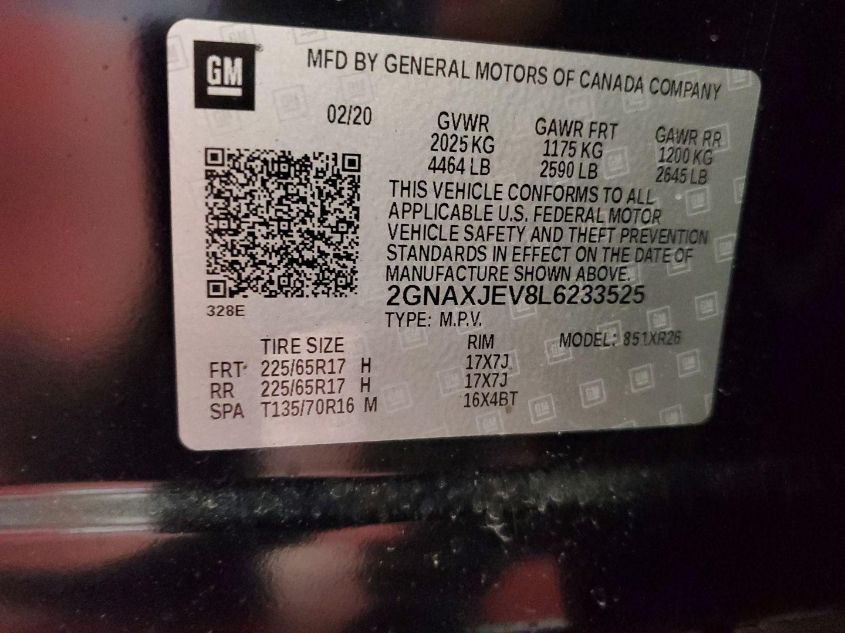 GM
MFD BY GENERAL MOTORS OF CANADA COMPANY
02/20 GVWR GAWR FRT GAWR RR
2025 KG 1175 KG 1200 KG
4464 LB 2590 LB 2645 LB
THIS VEHICLE CONFORMS TO ALL
APPLICABLE U.S. FEDERAL MOTOR
VEHICLE SAFETY AND THEFT PREVENTION
STANDARDS IN EFFECT ON THE DATE OF
MANUFACTURE SHOWN ABOVE.
2GNAXJEV8L6233525
328E
TYPE: M.P.V. MODEL: 851XR26
TIRE SIZE RIM
FRT 225/65R17 H 17X7J
RR 225/65R17 H 17X7J
SPA T135/70R16 M 16X4BT